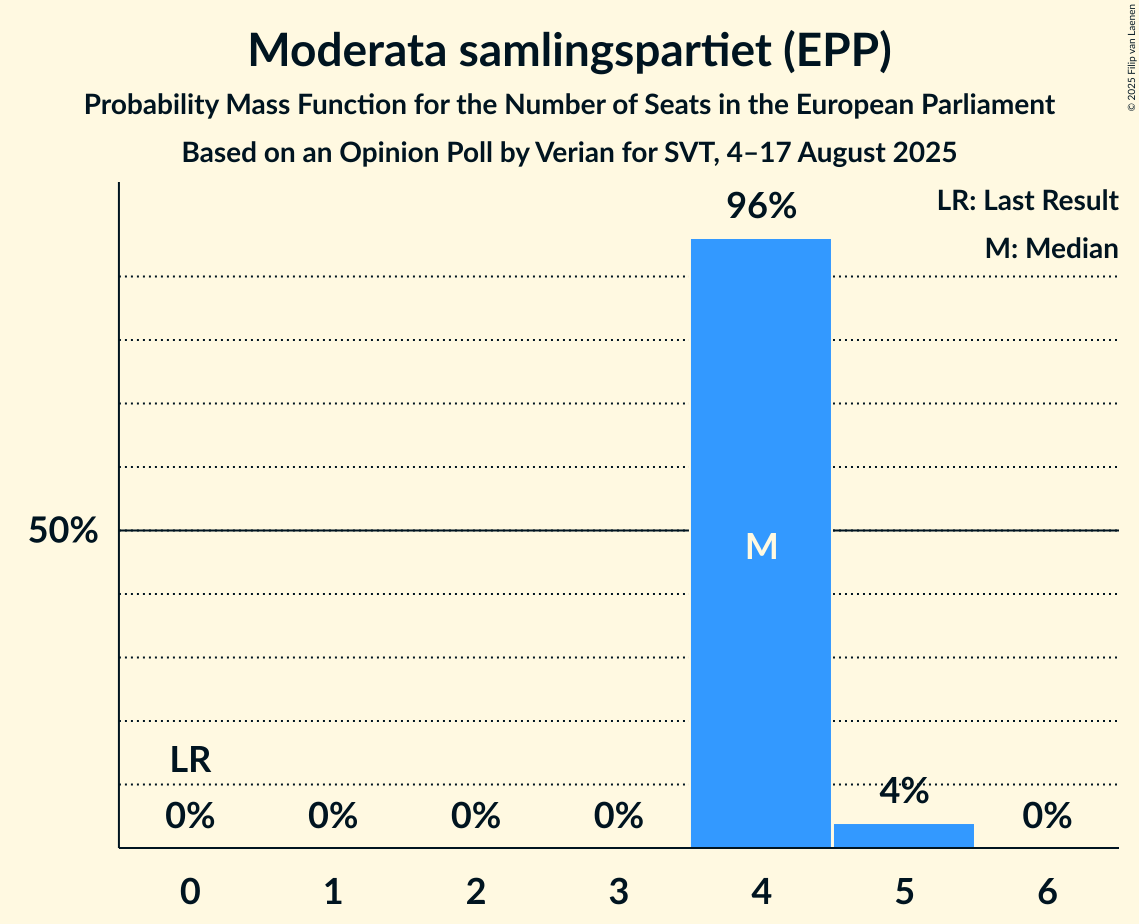 Moderata samlingspartiet (EPP)
Probability Mass Function for the Number of Seats in the European Parliament
Based on an Opinion Poll by Verian for SVT, 4–17 August 2025
© 2025 Filip van Laenen
LR: Last Result
M: Median
96%
50%
M
LR
0%
0%
0%
0%
4%
0%
0
1
2
3
4
5
6